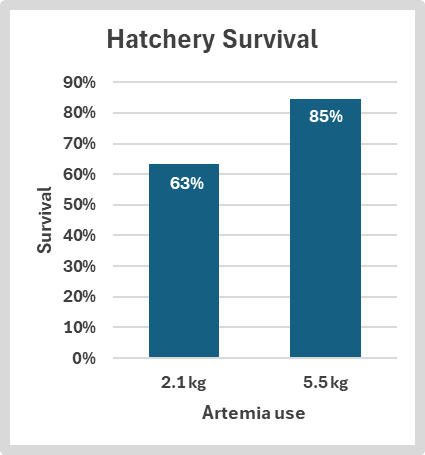 Hatchery Survival
90%
80%
70%
60%
50%
40%
30%
20%
10%
0%
Survival
63%
85%
2.1 kg
5.5 kg
Artemia use